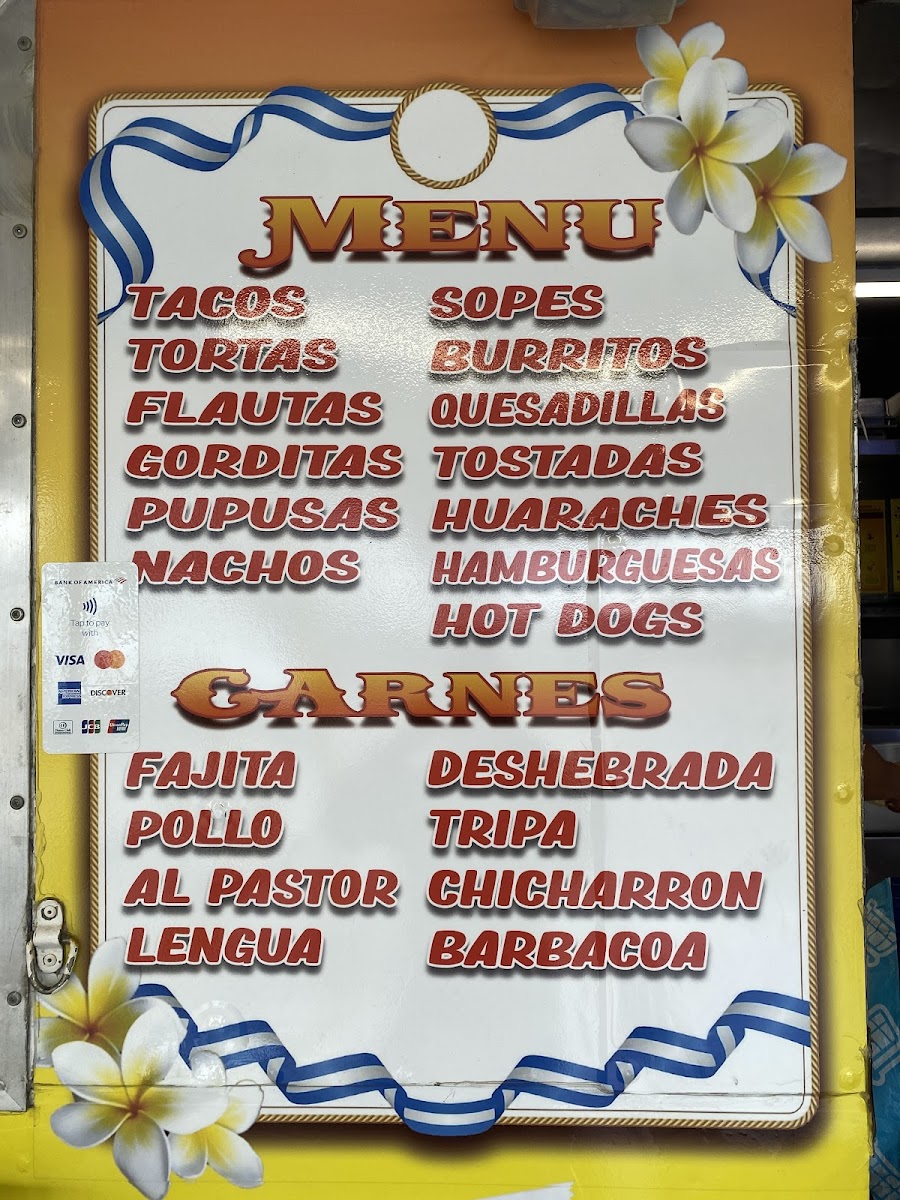 MENU
TACOS
TORTAS
FLAUTAS
GORDITAS
PUPUSAS
NACHOS
SOPES
BURRITOS
QUESADILLAS
TOSTADAS
HUARACHES
HAMBURGUESAS
HOT DOGS
BANK OF AMERICA
Tap to pay
with
VISA
DISCOVER
JCB
CARNES
FAJITA
POLLO
AL PASTOR
LENGUA
DESHEBRADA
TRIPA
CHICHARRON
BARBACOA